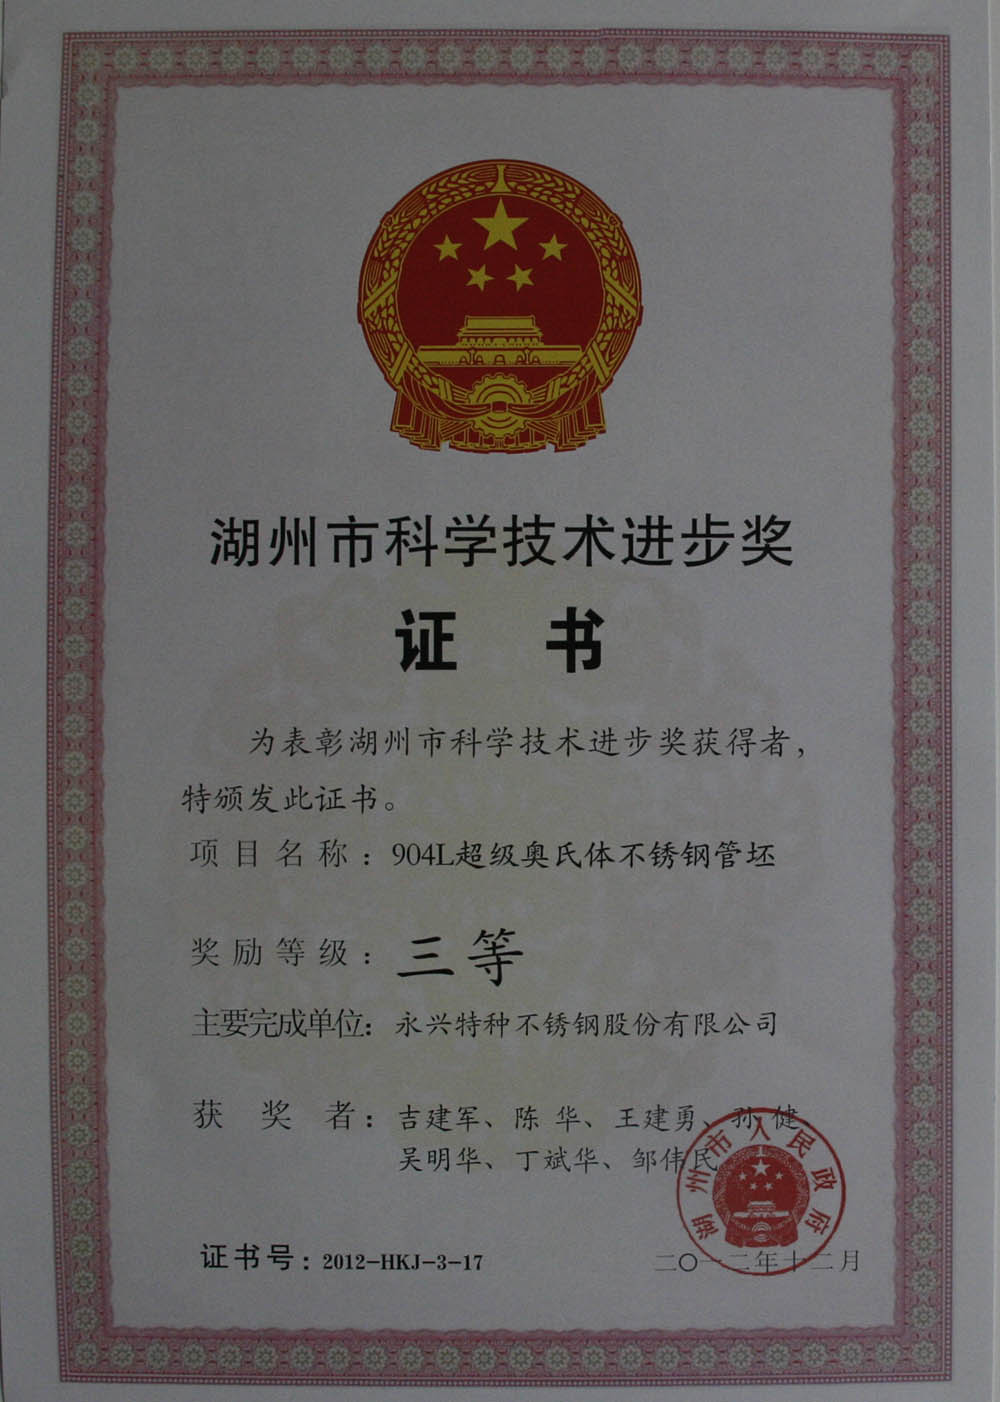 湖州市科学技术进步奖
证 书
为表彰湖州市科学技术进步奖获得者，
特颁发此证书。
项目名称：904L超级奥氏体不锈钢管坯
奖励等级：三等
主要完成单位：永兴特种不锈钢股份有限公司
获奖者：吉建军、陈 华、王建勇、孙 健、
吴明华、丁斌华、邹伟民
湖州市人民政府
证书号：2012-HKJ-3-17
二〇一二年十二月